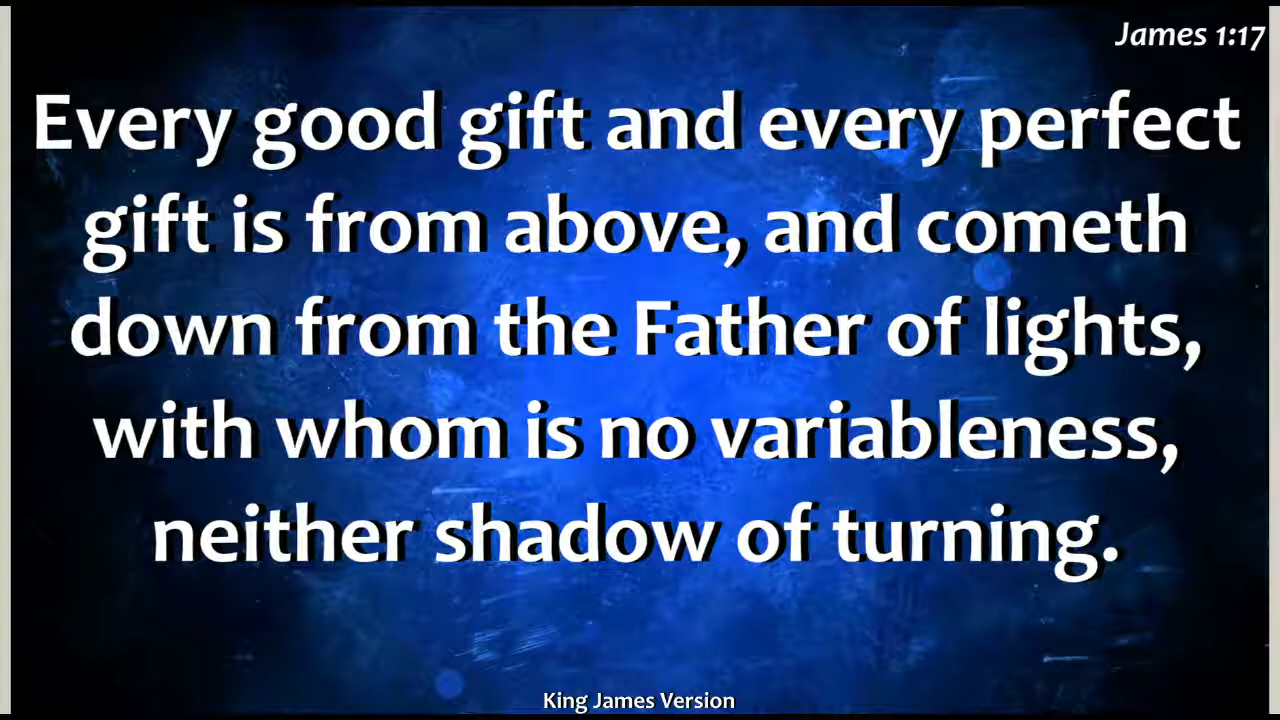 James 1:17
Every good gift and every perfect
gift is from above, and cometh
down from the Father of lights,
with whom is no variableness,
neither shadow of turning.
King James Version